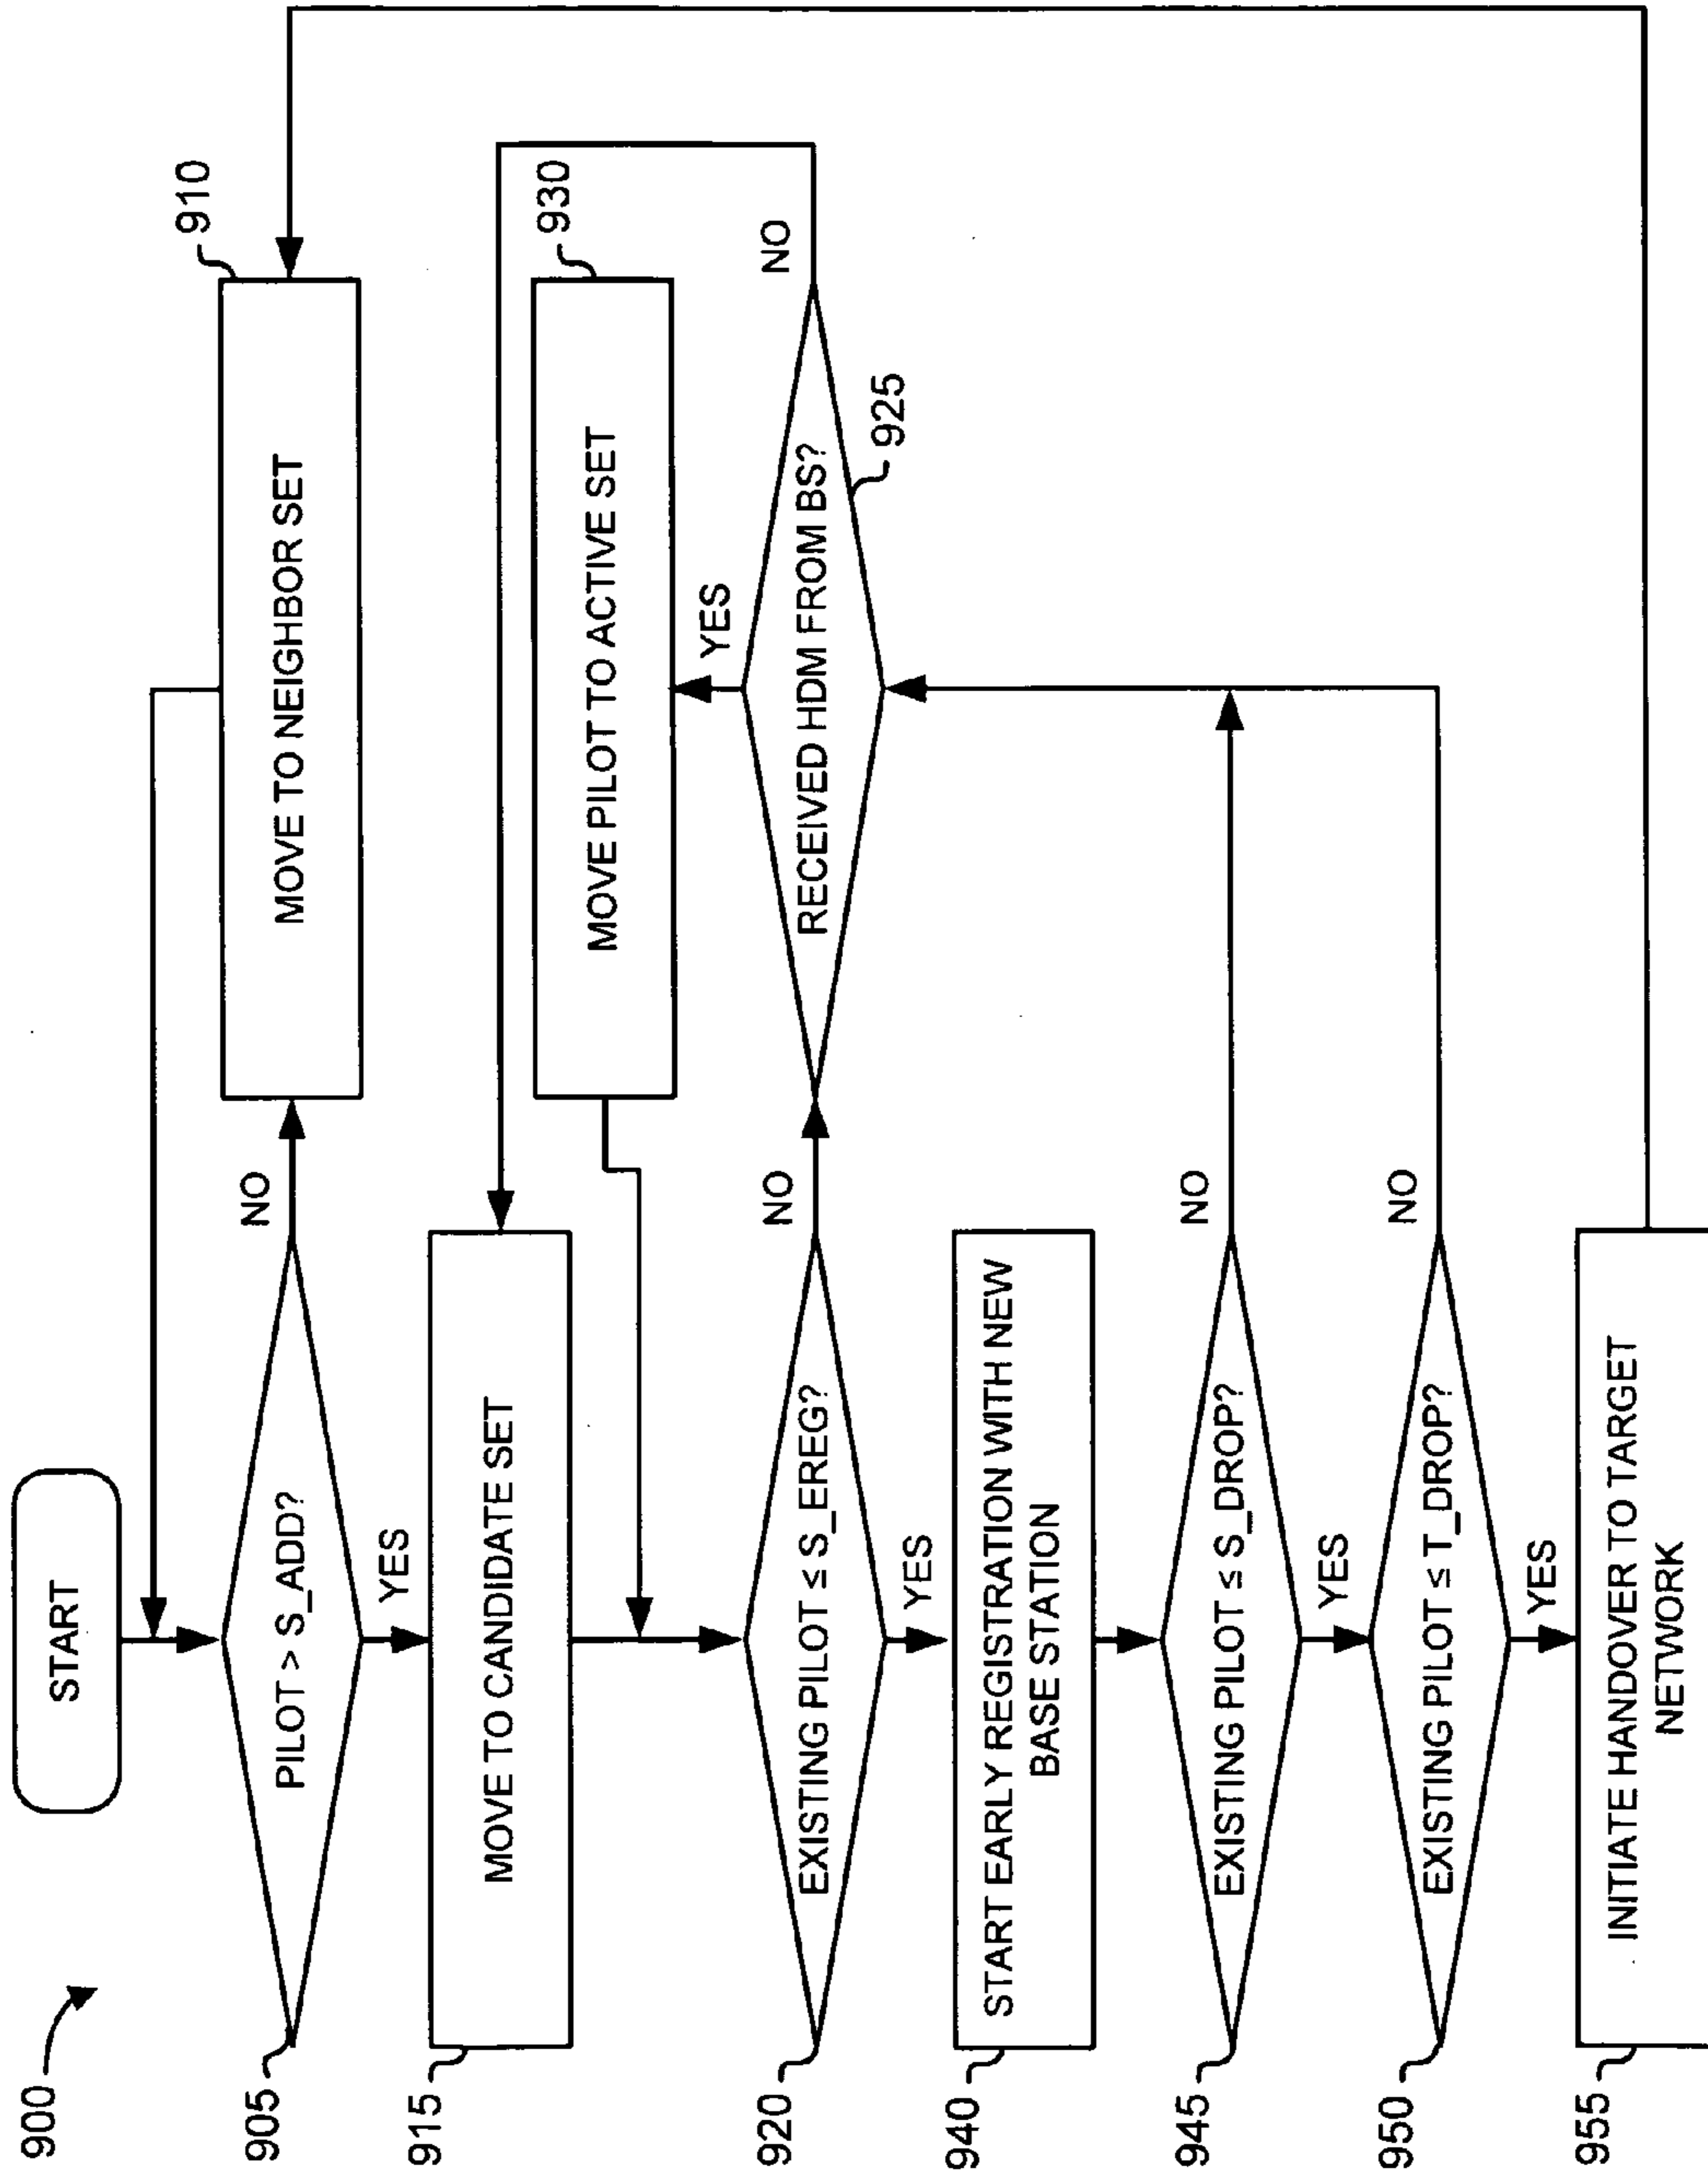 900
START
905
PILOT > S_ADD?
NO
YES
910
MOVE TO NEIGHBOR SET
915
MOVE TO CANDIDATE SET
930
MOVE PILOT TO ACTIVE SET
YES
920
EXISTING PILOT ≤ S_EREG?
NO
YES
RECEIVED HDM FROM BS?
NO
925
940
START EARLY REGISTRATION WITH NEW
BASE STATION
945
EXISTING PILOT ≤ S_DROP?
NO
YES
950
EXISTING PILOT ≤ T_DROP?
NO
YES
955
INITIATE HANDOVER TO TARGET
NETWORK